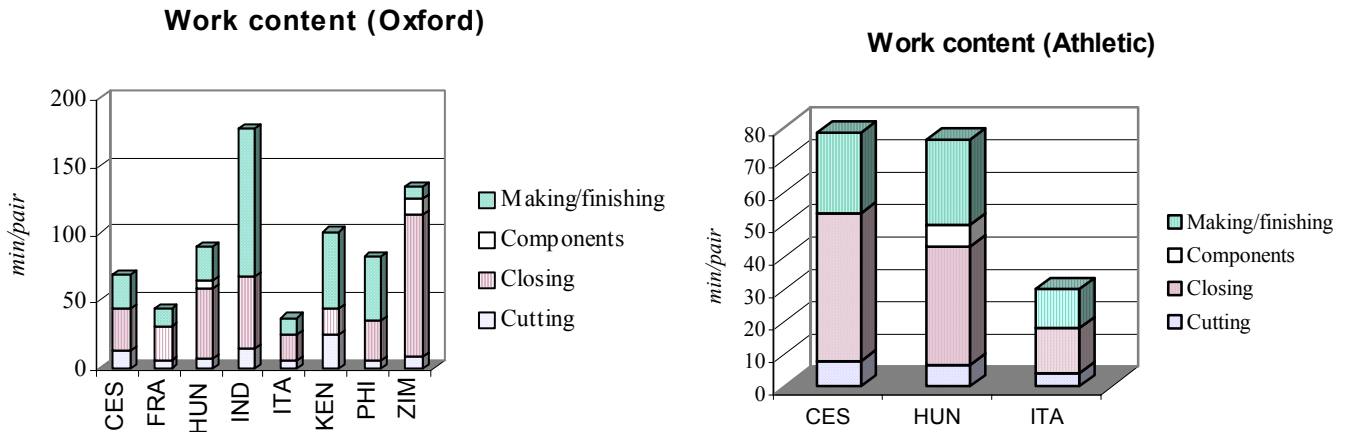 Work content (Oxford)
200
150
100
50
0
min/pair
CES
FRA
HUN
IND
ITA
KEN
PHI
ZIM
Making/finishing
Components
Closing
Cutting
Work content (Athletic)
80
70
60
50
40
30
20
10
0
min/pair
CES
HUN
ITA
Making/finishing
Components
Closing
Cutting